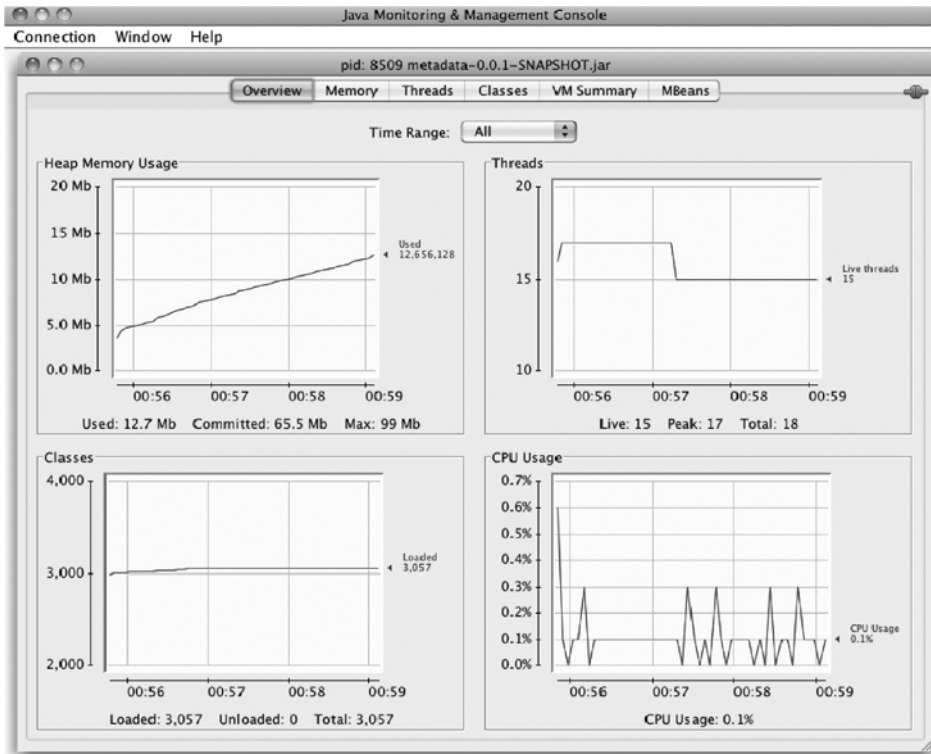 Java Monitoring & Management Console
Connection Window Help
pid: 8509 metadata-0.0.1-SNAPSHOT.jar
Overview Memory Threads Classes VM Summary MBeans
Time Range: All
Heap Memory Usage
20 Mb
15 Mb
10 Mb
5.0 Mb
0.0 Mb
Used
12,656,128
00:56 00:57 00:58 00:59
Used: 12.7 Mb Committed: 65.5 Mb Max: 99 Mb
Threads
20
15
10
Live threads
15
00:56 00:57 00:58 00:59
Live: 15 Peak: 17 Total: 18
Classes
4,000
3,000
2,000
Loaded
3,057
00:56 00:57 00:58 00:59
Loaded: 3,057 Unloaded: 0 Total: 3,057
CPU Usage
0.7%
0.6%
0.5%
0.4%
0.3%
0.2%
0.1%
0.0%
CPU Usage
0.1%
00:56 00:57 00:58 00:59
CPU Usage: 0.1%